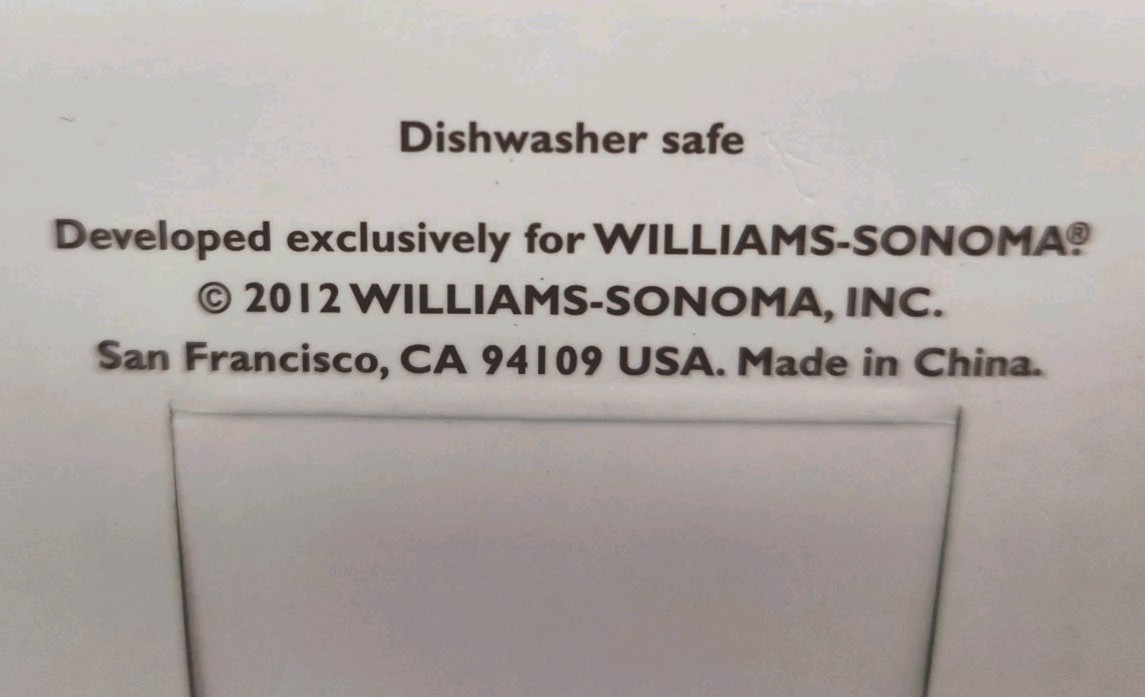 Dishwasher safe
Developed exclusively for WILLIAMS-SONOMA®.
© 2012 WILLIAMS-SONOMA, INC.
San Francisco, CA 94109 USA. Made in China.